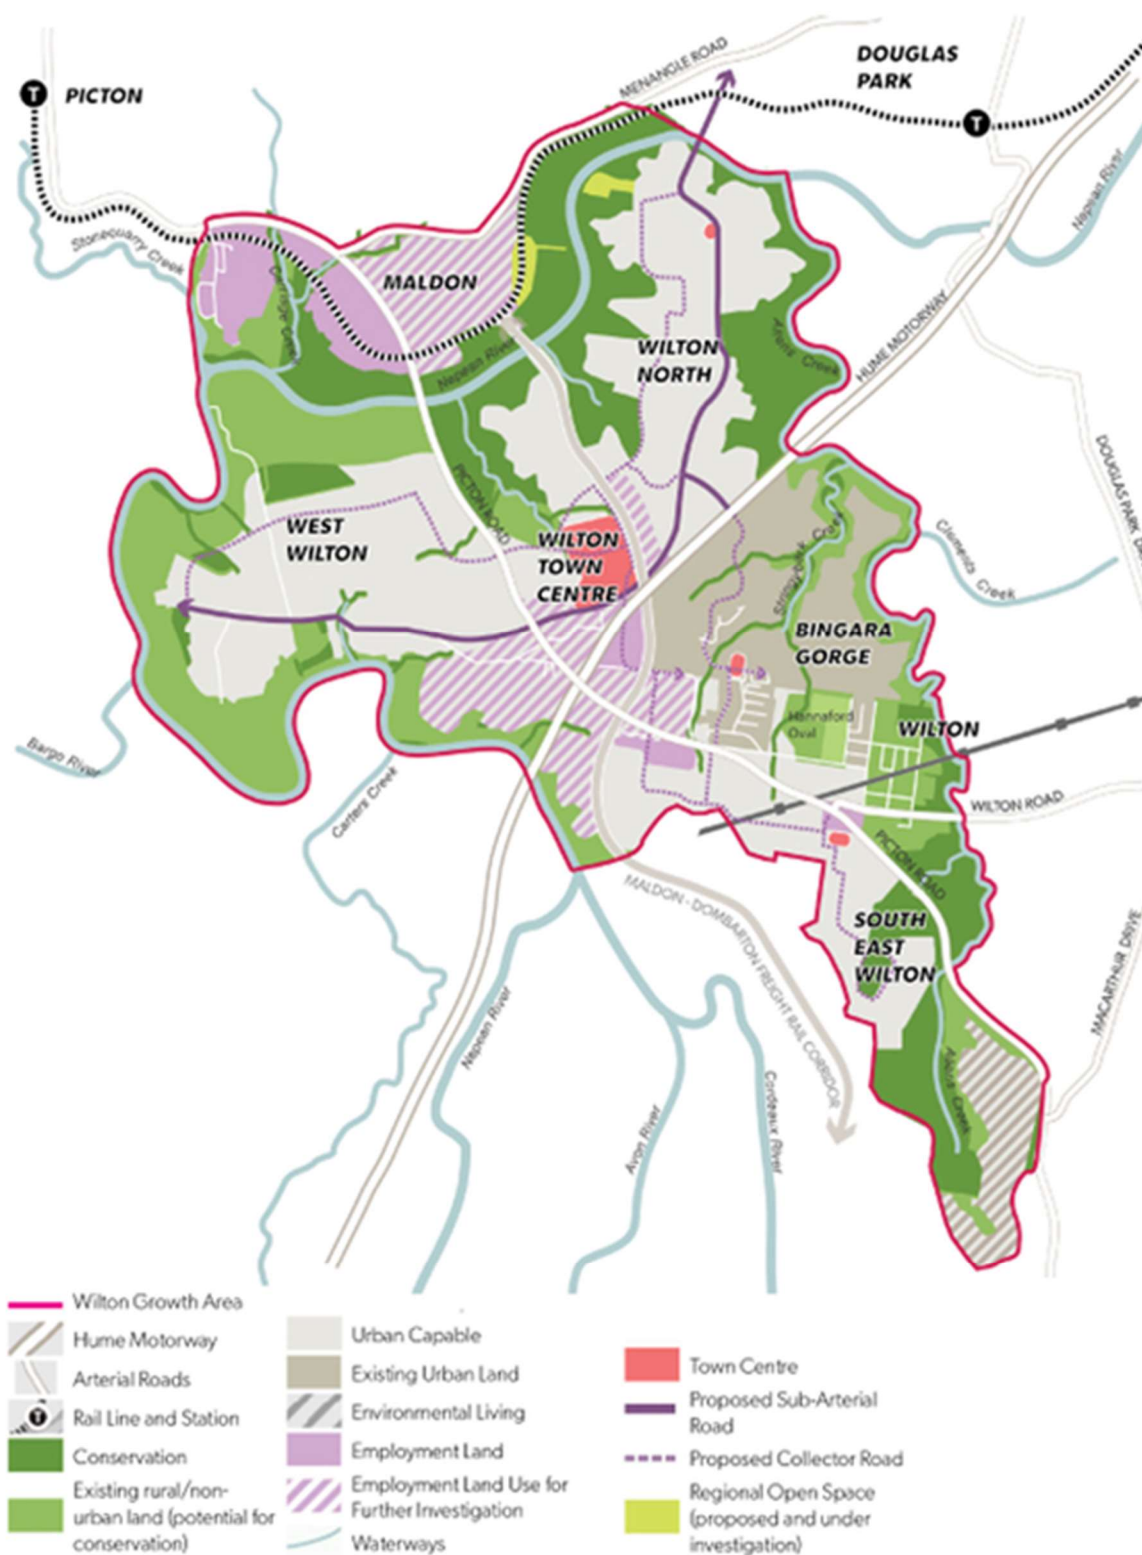 MENANGLE ROAD
DOUGLAS
PARK
T
PICTON
T
Nepean River
Stonequarry Creek
Carriage Creek
MALDON
Nepean River
WILTON
NORTH
Allens Creek
HUME MOTORWAY
DOUGLAS PARK DR
PICTON ROAD
WEST
WILTON
WILTON
TOWN
CENTRE
Stringybark Creek
Clements Creek
BINGARA
GORGE
Hannaford
Oval
WILTON
Bargo River
Carters Creek
WILTON ROAD
PICTON ROAD
MALDON - DOMBARTON FREIGHT RAIL CORRIDOR
SOUTH
EAST
WILTON
MACARTHUR DRIVE
Nepean River
Allens Creek
Avon River
Cordeaux River
Wilton Growth Area
Hume Motorway
Arterial Roads
T
Rail Line and Station
Conservation
Existing rural/non-
urban land (potential for
conservation)
Urban Capable
Existing Urban Land
Environmental Living
Employment Land
Employment Land Use for
Further Investigation
Waterways
Town Centre
Proposed Sub-Arterial
Road
Proposed Collector Road
Regional Open Space
(proposed and under
investigation)